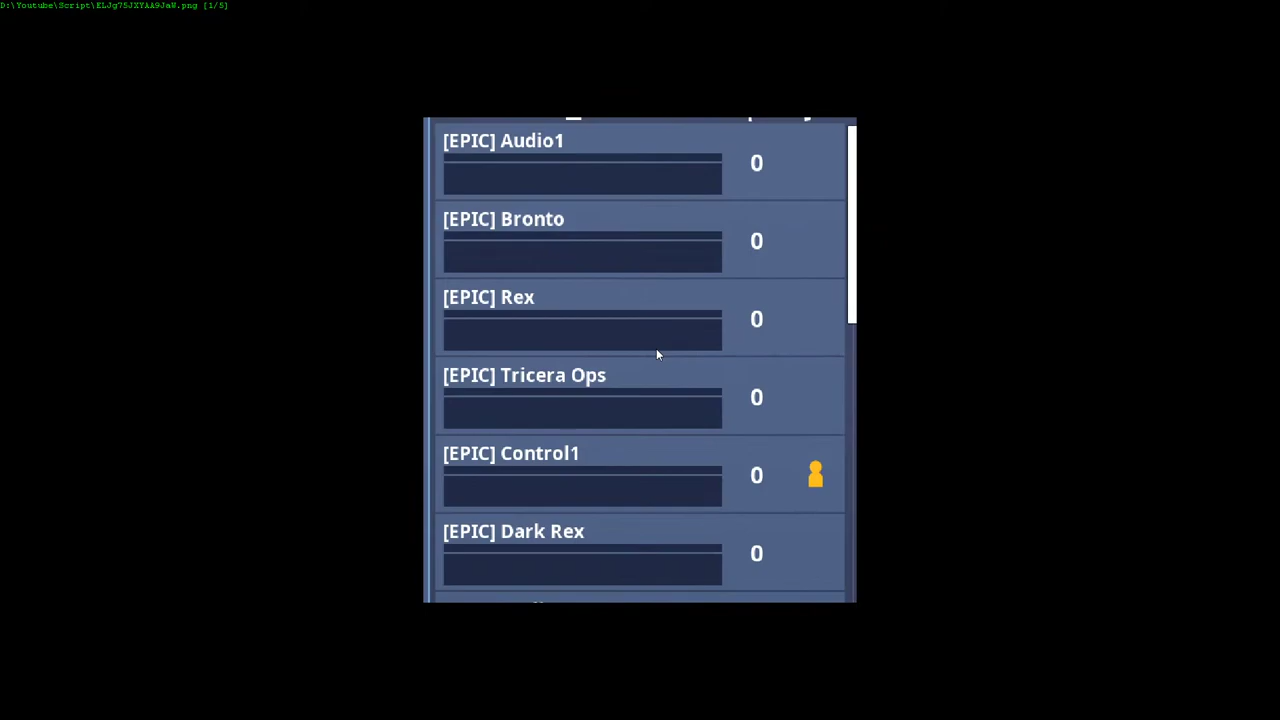 D:\Youtube\Script\ELJg75JXYAA9JaW.png [1/5]
[EPIC] Audio1
0
[EPIC] Bronto
0
[EPIC] Rex
0
[EPIC] Tricera Ops
0
[EPIC] Control1
0
[EPIC] Dark Rex
0